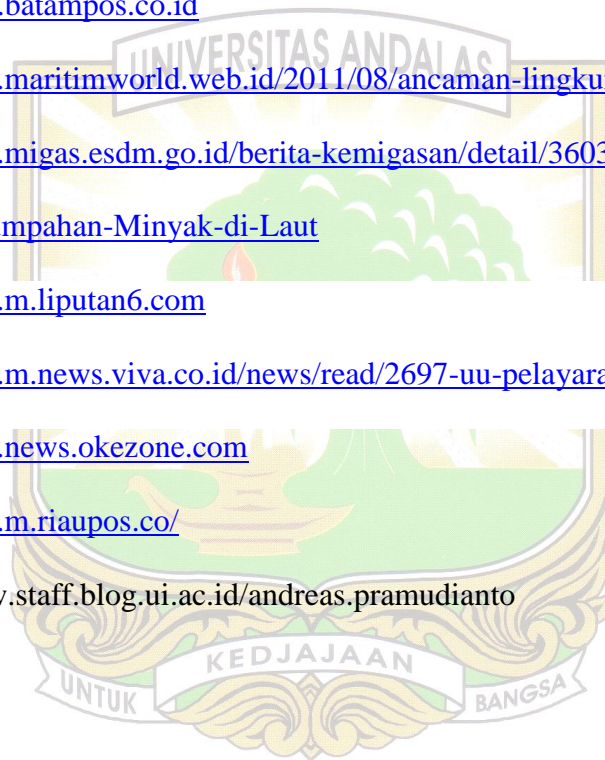 .batampos.co.id
UNIVERSITAS ANDALAS
.maritimworld.web.id/2011/08/ancaman-lingku
.migas.esdm.go.id/berita-kemigasan/detail/3603
umpahan-Minyak-di-Laut
.m.liputan6.com
.m.news.viva.co.id/news/read/2697-uu-pelayara
.news.okezone.com
.m.riaupos.co/
.staff.blog.ui.ac.id/andreas.pramudianto
KEDJAJAAN
UNTUK
BANGSA